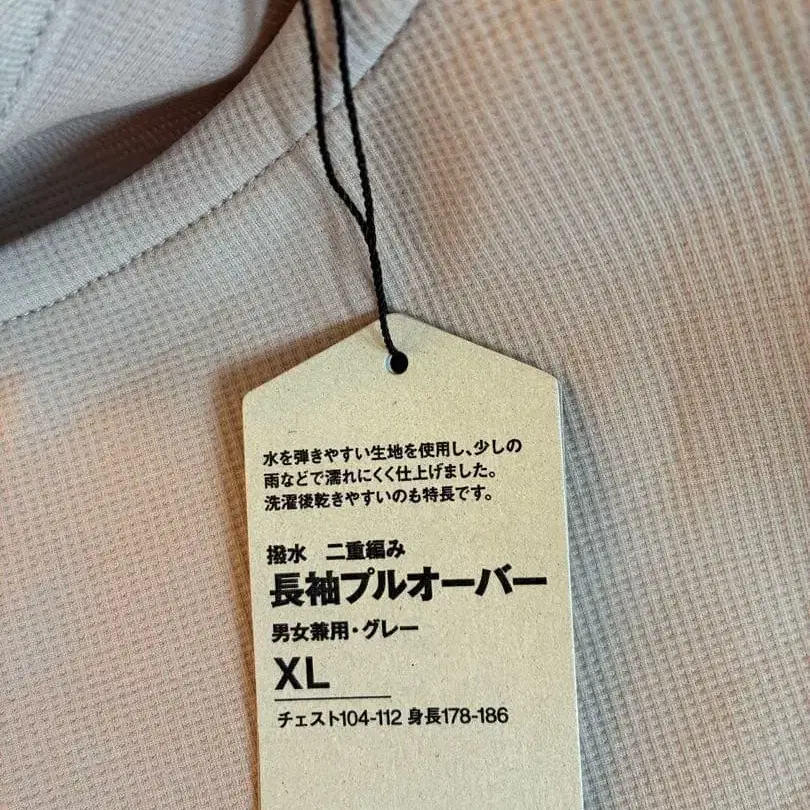 水を弾きやすい生地を使用し、少しの
雨などで濡れにくく仕上げました。
洗濯後乾きやすいのも特長です。
撥水　二重編み
長袖プルオーバー
男女兼用・グレー
XL
チェスト104-112 身長178-186